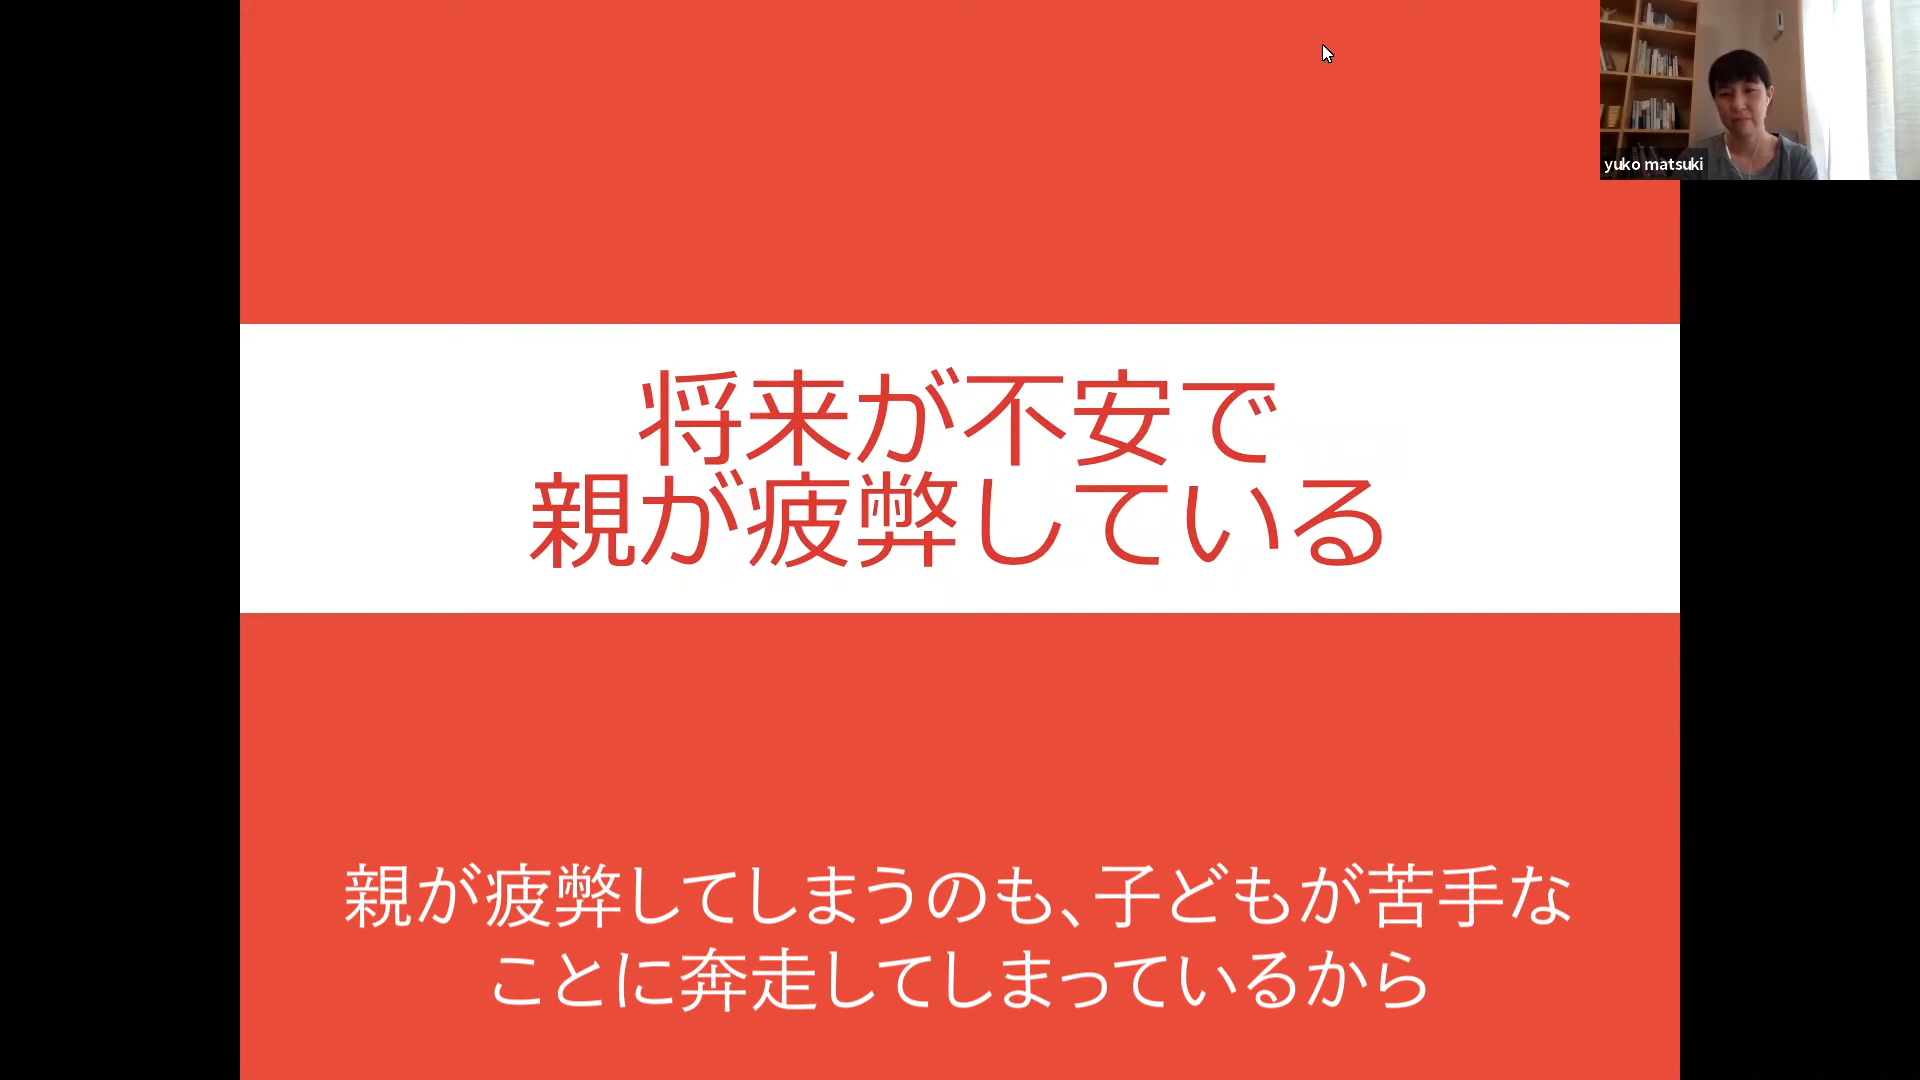 将来が不安で
親が疲弊している
親が疲弊してしまうのも、子どもが苦手な
ことに奔走してしまっているから
yuko matsuki